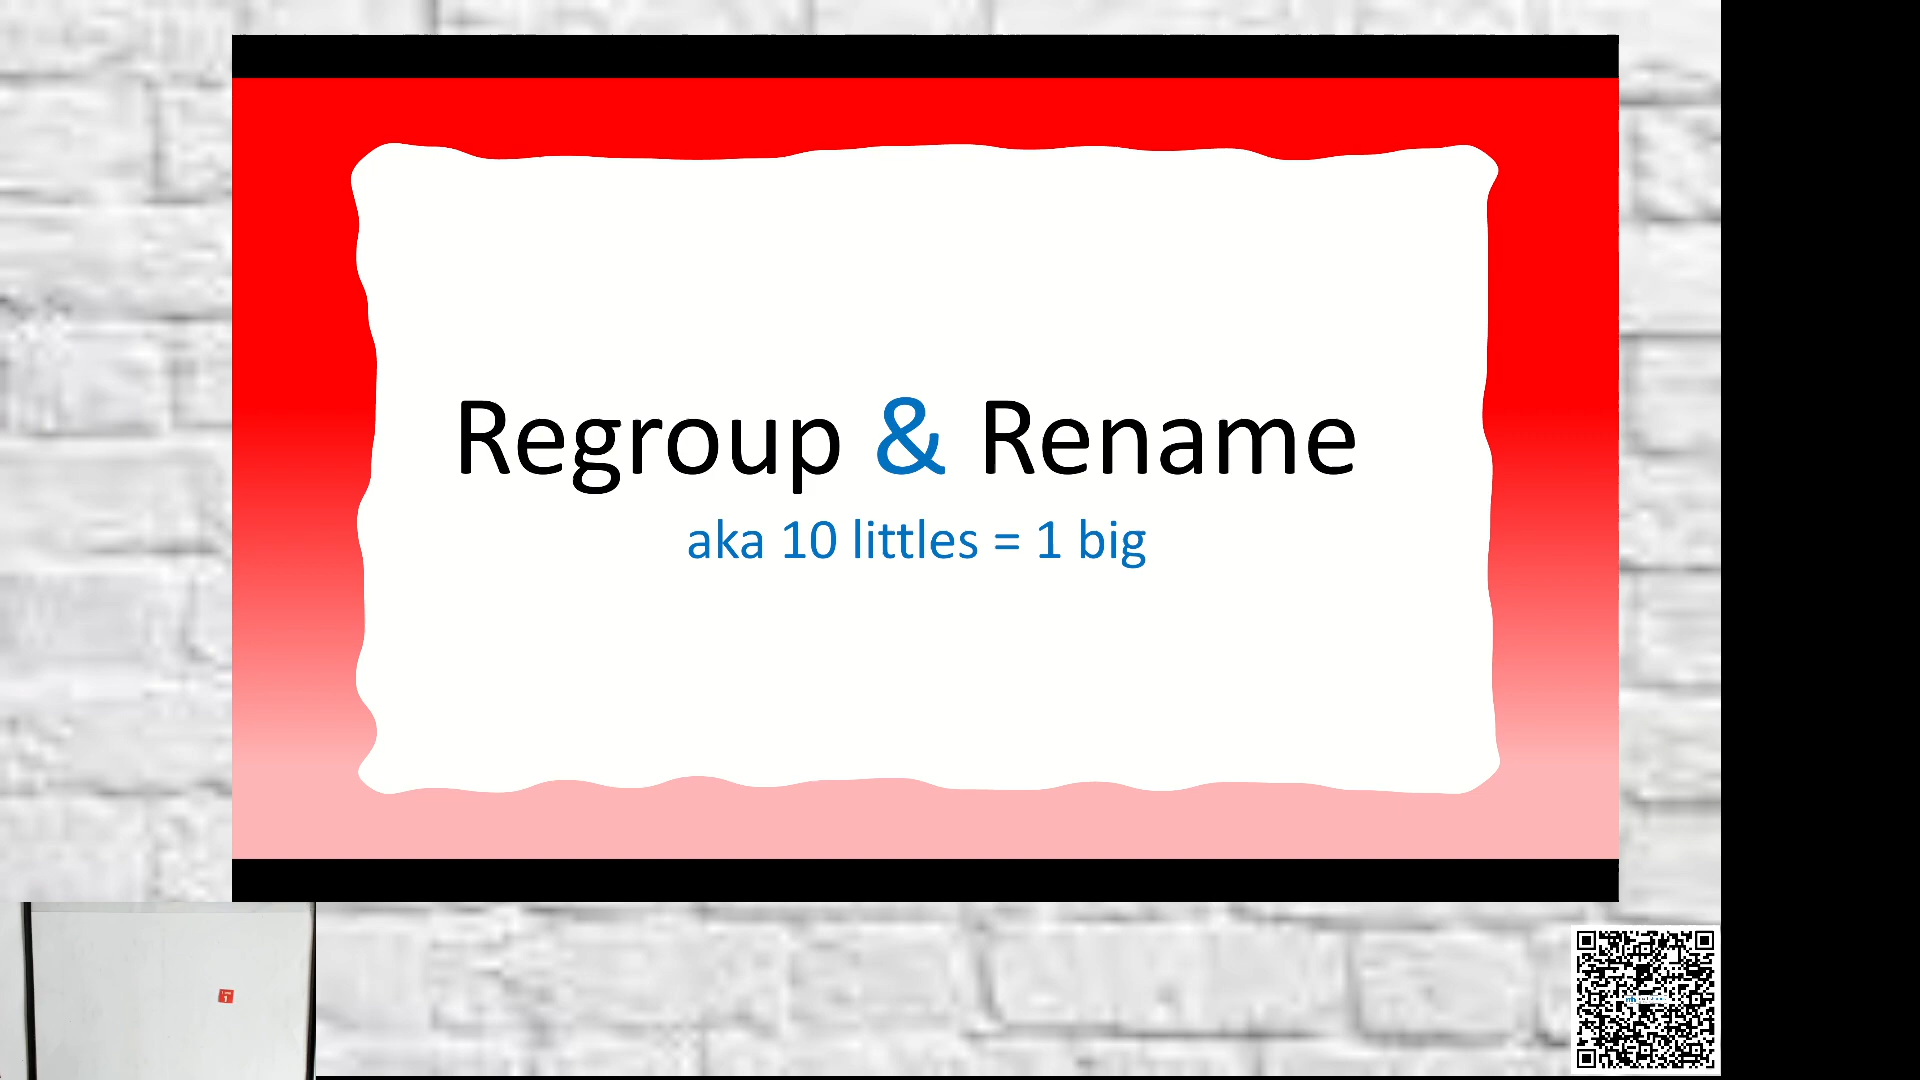 Regroup & Rename
aka 10 littles = 1 big